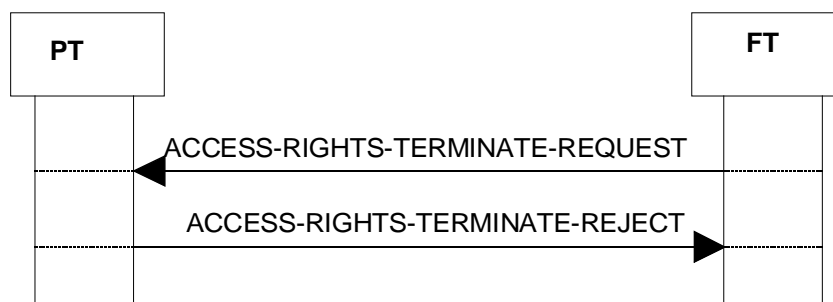 PT
FT
ACCESS-RIGHTS-TERMINATE-REQUEST
ACCESS-RIGHTS-TERMINATE-REJECT